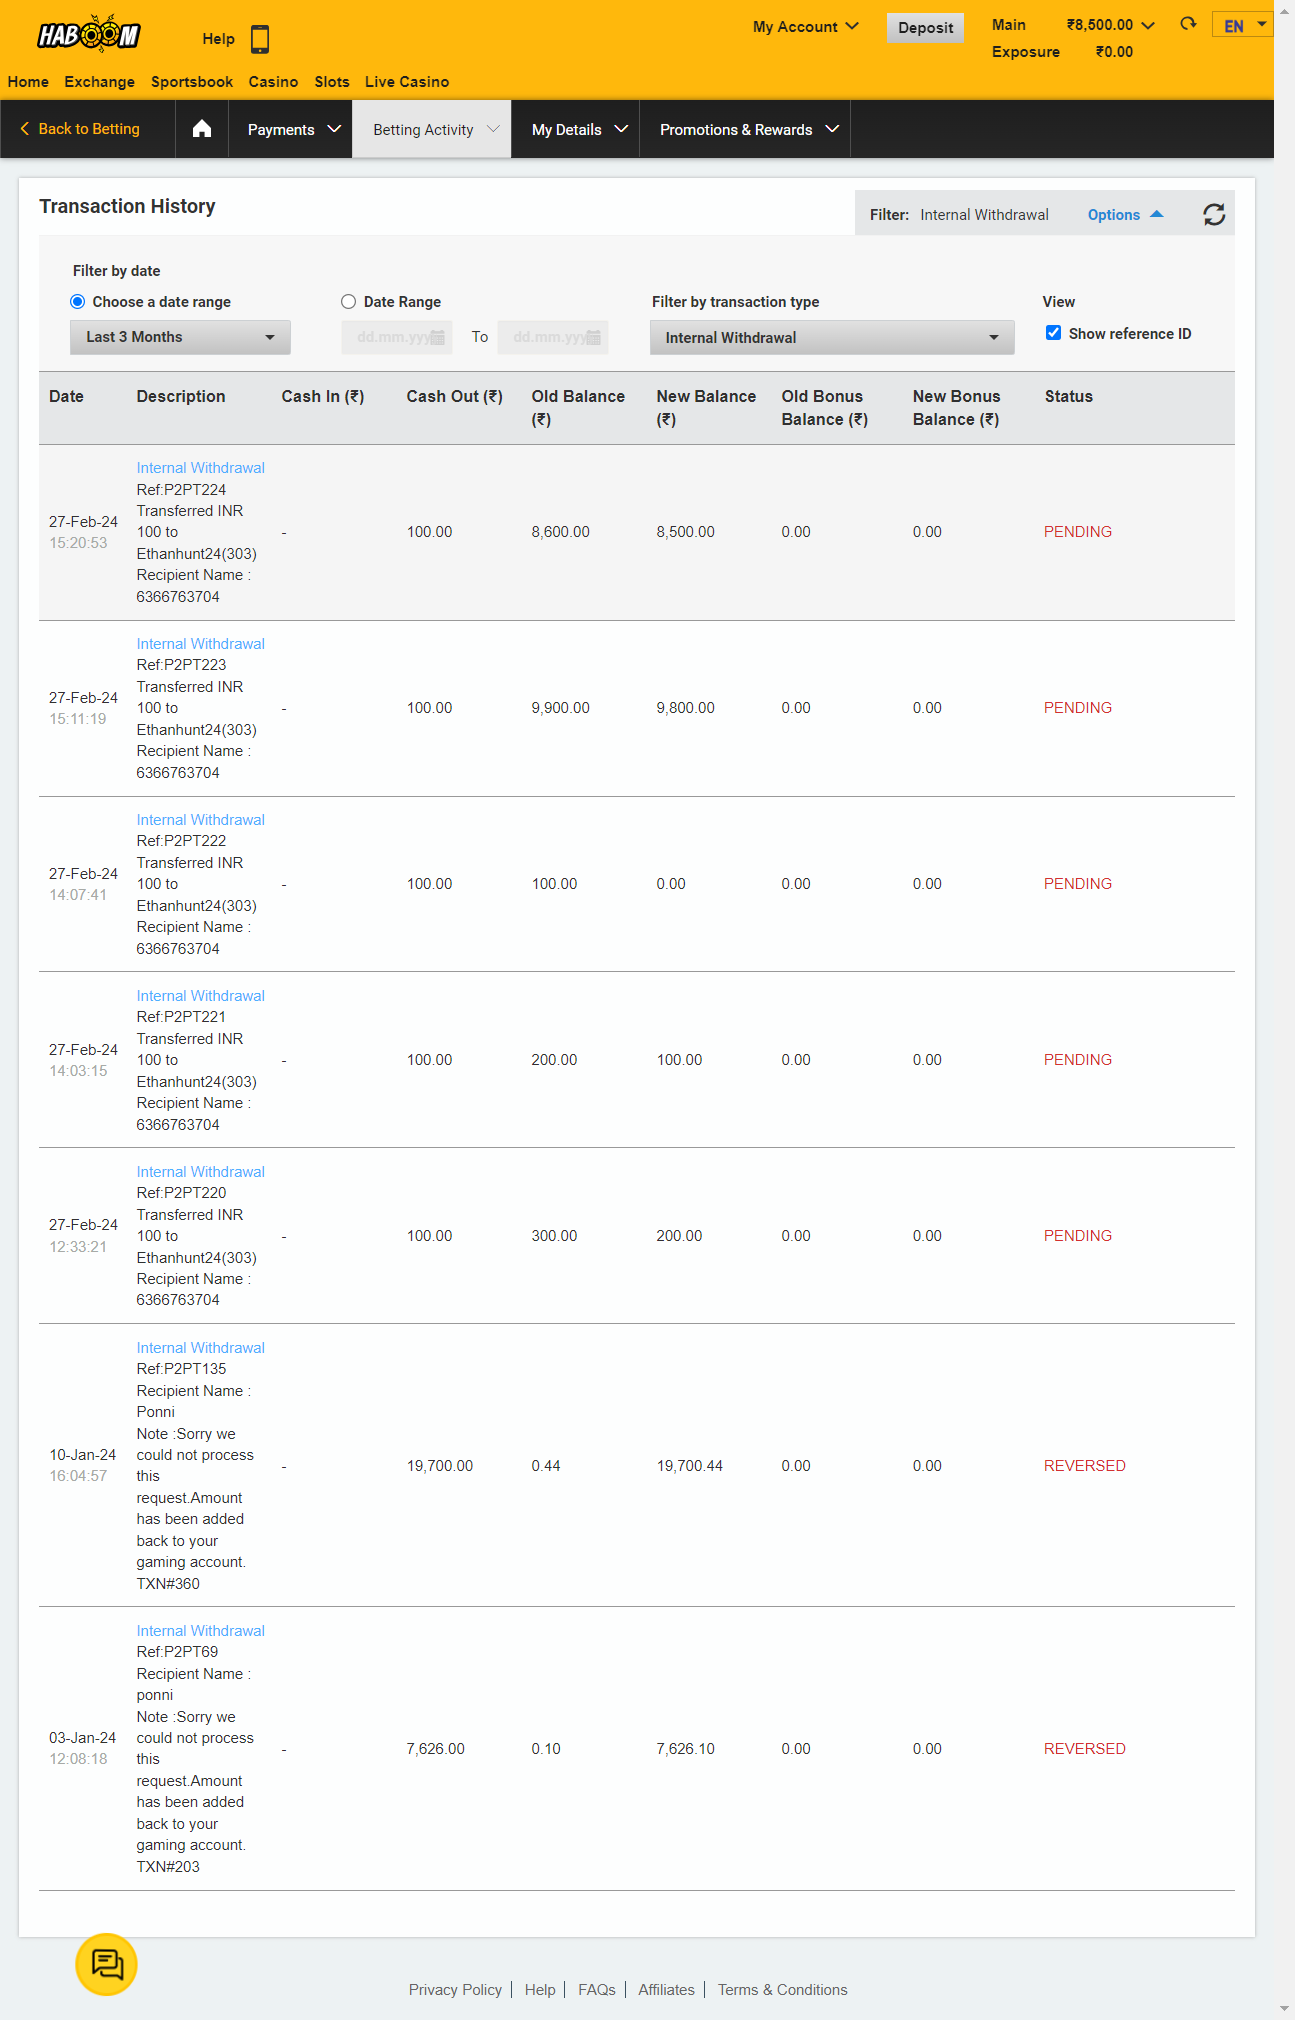 HABOOM
Help
My Account
Deposit
Main ₹8,500.00
Exposure ₹0.00
EN
Home Exchange Sportsbook Casino Slots Live Casino
Back to Betting Payments Betting Activity My Details Promotions & Rewards
Transaction History
Filter: Internal Withdrawal Options
Filter by date
Choose a date range Date Range Filter by transaction type View
Last 3 Months dd.mm.yyy To dd.mm.yyy Internal Withdrawal Show reference ID
Date Description Cash In (₹) Cash Out (₹) Old Balance New Balance Old Bonus New Bonus Status
(₹) (₹) Balance (₹) Balance (₹)
Internal Withdrawal
Ref:P2PT224
Transferred INR
100 to
Ethanhunt24(303)
Recipient Name :
6366763704
27-Feb-24
15:20:53
- 100.00 8,600.00 8,500.00 0.00 0.00 PENDING
Internal Withdrawal
Ref:P2PT223
Transferred INR
100 to
Ethanhunt24(303)
Recipient Name :
6366763704
27-Feb-24
15:11:19
- 100.00 9,900.00 9,800.00 0.00 0.00 PENDING
Internal Withdrawal
Ref:P2PT222
Transferred INR
100 to
Ethanhunt24(303)
Recipient Name :
6366763704
27-Feb-24
14:07:41
- 100.00 100.00 0.00 0.00 0.00 PENDING
Internal Withdrawal
Ref:P2PT221
Transferred INR
100 to
Ethanhunt24(303)
Recipient Name :
6366763704
27-Feb-24
14:03:15
- 100.00 200.00 100.00 0.00 0.00 PENDING
Internal Withdrawal
Ref:P2PT220
Transferred INR
100 to
Ethanhunt24(303)
Recipient Name :
6366763704
27-Feb-24
12:33:21
- 100.00 300.00 200.00 0.00 0.00 PENDING
Internal Withdrawal
Ref:P2PT135
Recipient Name :
Ponni
Note :Sorry we
could not process
this
request.Amount
has been added
back to your
gaming account.
TXN#360
10-Jan-24
16:04:57
- 19,700.00 0.44 19,700.44 0.00 0.00 REVERSED
Internal Withdrawal
Ref:P2PT69
Recipient Name :
ponni
Note :Sorry we
could not process
this
request.Amount
has been added
back to your
gaming account.
TXN#203
03-Jan-24
12:08:18
- 7,626.00 0.10 7,626.10 0.00 0.00 REVERSED
Privacy Policy | Help | FAQs | Affiliates | Terms & Conditions